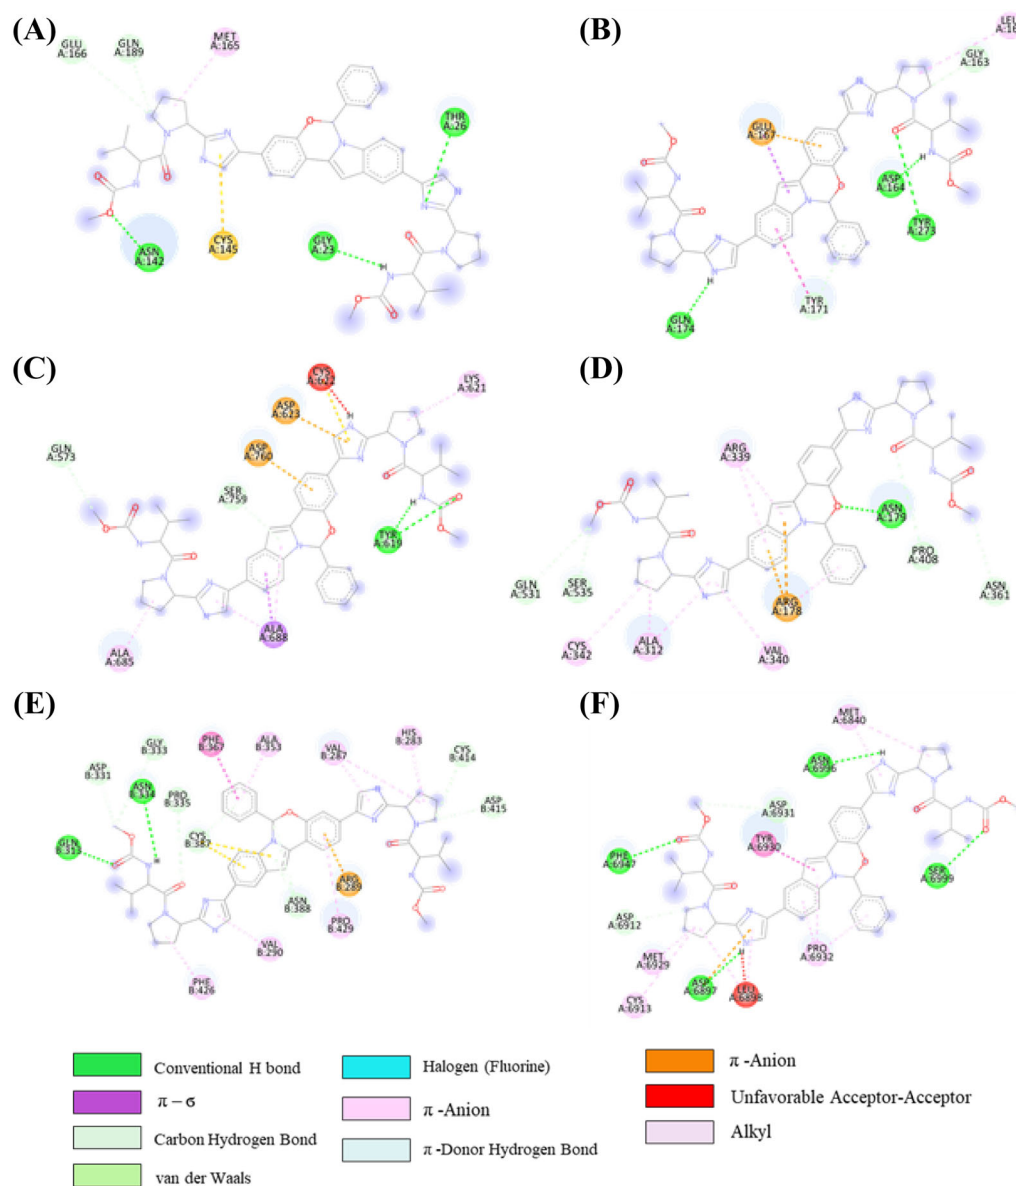 (A)
GLU
A:166
GLN
A:189
MET
A:165
THR
A:26
ASN
A:142
CYS
A:145
GLY
A:23
(B)
LEU
GLY
A:163
GLU
A:167
ASP
A:164
TYR
A:273
TYR
A:171
GLN
A:174
(C)
CYS
A:622
LYS
A:621
ASP
A:623
ASP
A:760
GLN
A:573
SER
A:759
TYR
A:619
ALA
A:688
ALA
A:685
(D)
ARG
A:339
ASN
A:179
PRO
A:408
ASN
A:361
GLN
A:531
SER
A:535
ARG
A:178
CYS
A:342
ALA
A:312
VAL
A:340
(E)
PHE
B:367
ALA
B:353
VAL
B:287
HIS
B:283
CYS
B:414
GLY
B:333
ASP
B:331
ASN
B:334
PRO
B:335
ASP
B:415
GLN
B:313
CYS
B:387
ARG
B:289
ASN
B:388
PRO
B:429
VAL
B:290
PHE
B:426
(F)
MET
A:6840
ASN
A:6996
ASP
A:6931
TYR
A:6930
PHE
A:6947
SER
A:6999
ASP
A:6912
MET
A:6929
PRO
A:6932
CYS
A:6913
ASP
A:6897
LEU
A:6898
Conventional H bond
π – σ
Carbon Hydrogen Bond
van der Waals
Halogen (Fluorine)
π -Anion
π -Donor Hydrogen Bond
π -Anion
Unfavorable Acceptor-Acceptor
Alkyl